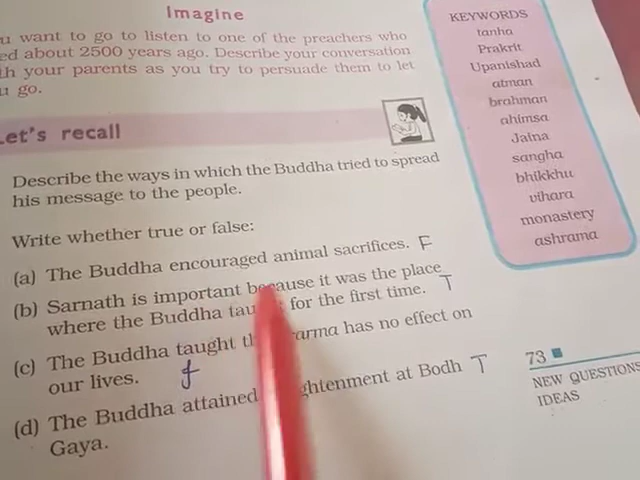 Imagine
u want to go to listen to one of the preachers who
ed about 2500 years ago. Describe your conversation
th your parents as you try to persuade them to let
u go.
Let's recall
Describe the ways in which the Buddha tried to spread
his message to the people.
Write whether true or false:
(a) The Buddha encouraged animal sacrifices. F
(b) Sarnath is important because it was the place
where the Buddha tau for the first time. T
(c) The Buddha taught th arma has no effect on
our lives. f
(d) The Buddha attained ghtenment at Bodh T
Gaya.
KEYWORDS
tanha
Prakrit
Upanishad
atman
brahman
ahimsa
Jaina
sangha
bhikkhu
vihara
monastery
ashrama
73
NEW QUESTIONS
IDEAS